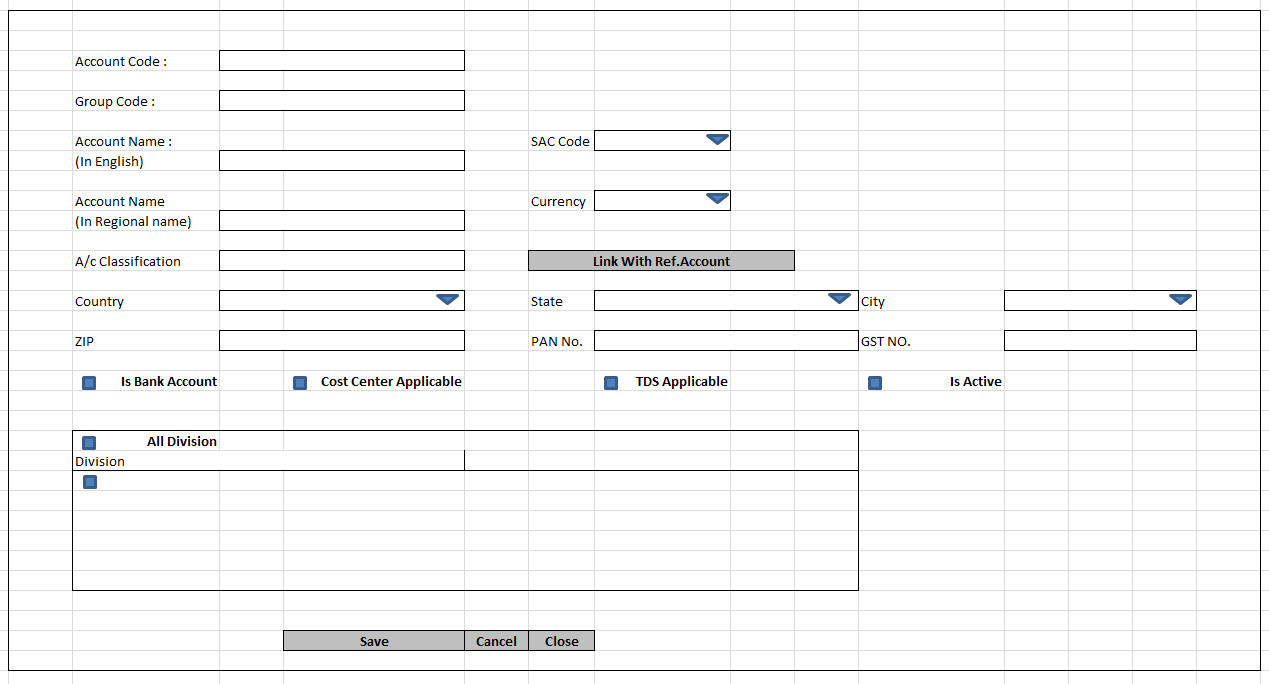 Account Code :
Group Code :
Account Name :
SAC Code
(In English)
Account Name
Currency
(In Regional name)
A/c Classification
Link With Ref.Account
Country
State
City
ZIP
PAN No.
GST NO.
Is Bank Account
Cost Center Applicable
TDS Applicable
Is Active
All Division
Division
Save
Cancel
Close